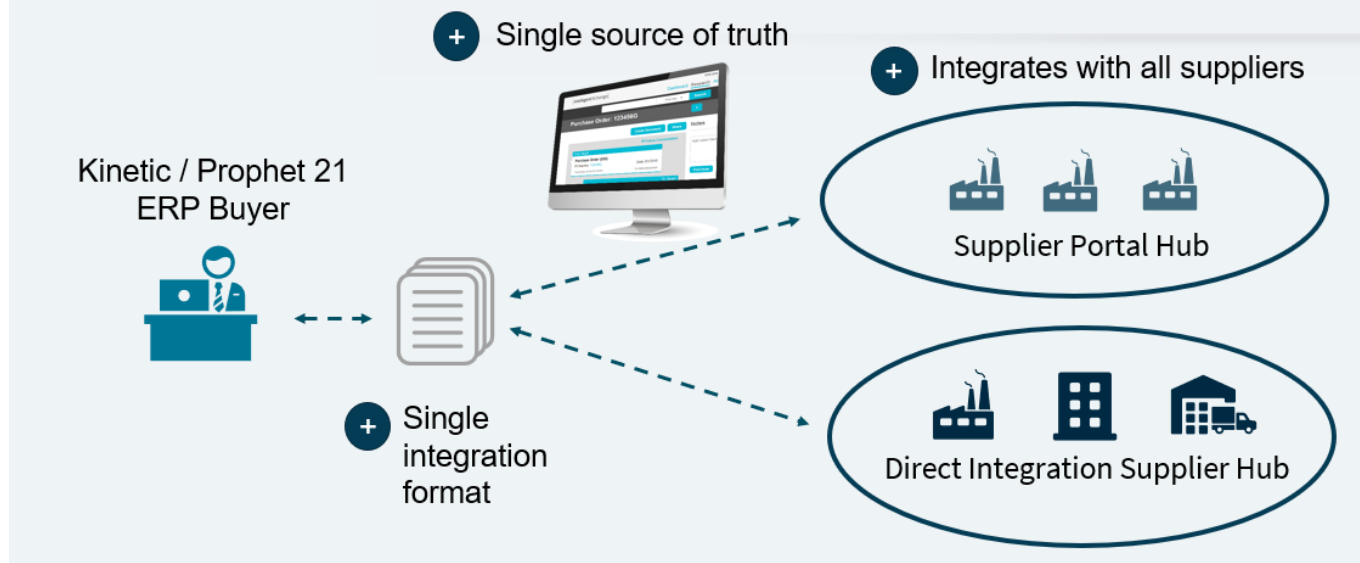 Single source of truth
Integrates with all suppliers
Purchase Order: 123456G
Notes
Kinetic / Prophet 21
ERP Buyer
Supplier Portal Hub
Single
integration
format
Direct Integration Supplier Hub